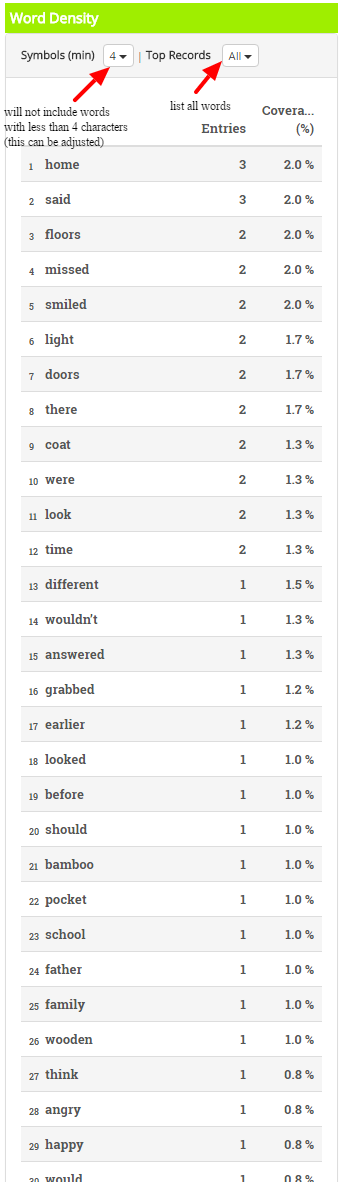 Word Density
Symbols (min) 4 | Top Records All
will not include words
with less than 4 characters
(this can be adjusted)
list all words
Entries Covera... (%)
1 home 3 2.0 %
2 said 3 2.0 %
3 floors 2 2.0 %
4 missed 2 2.0 %
5 smiled 2 2.0 %
6 light 2 1.7 %
7 doors 2 1.7 %
8 there 2 1.7 %
9 coat 2 1.3 %
10 were 2 1.3 %
11 look 2 1.3 %
12 time 2 1.3 %
13 different 1 1.5 %
14 wouldn't 1 1.3 %
15 answered 1 1.3 %
16 grabbed 1 1.2 %
17 earlier 1 1.2 %
18 looked 1 1.0 %
19 before 1 1.0 %
20 should 1 1.0 %
21 bamboo 1 1.0 %
22 pocket 1 1.0 %
23 school 1 1.0 %
24 father 1 1.0 %
25 family 1 1.0 %
26 wooden 1 1.0 %
27 think 1 0.8 %
28 angry 1 0.8 %
29 happy 1 0.8 %
30 would 1 0.8 %